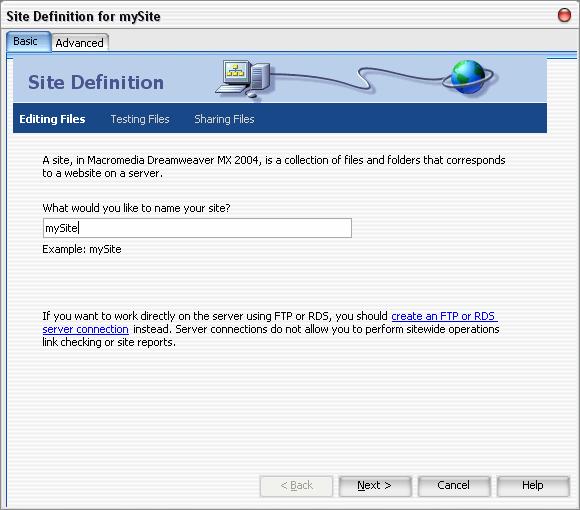 Site Definition for mySite
Basic Advanced
Site Definition
Editing Files Testing Files Sharing Files
A site, in Macromedia Dreamweaver MX 2004, is a collection of files and folders that corresponds
to a website on a server.
What would you like to name your site?
mySite
Example: mySite
If you want to work directly on the server using FTP or RDS, you should create an FTP or RDS
server connection instead. Server connections do not allow you to perform sitewide operations
link checking or site reports.
< Back Next > Cancel Help